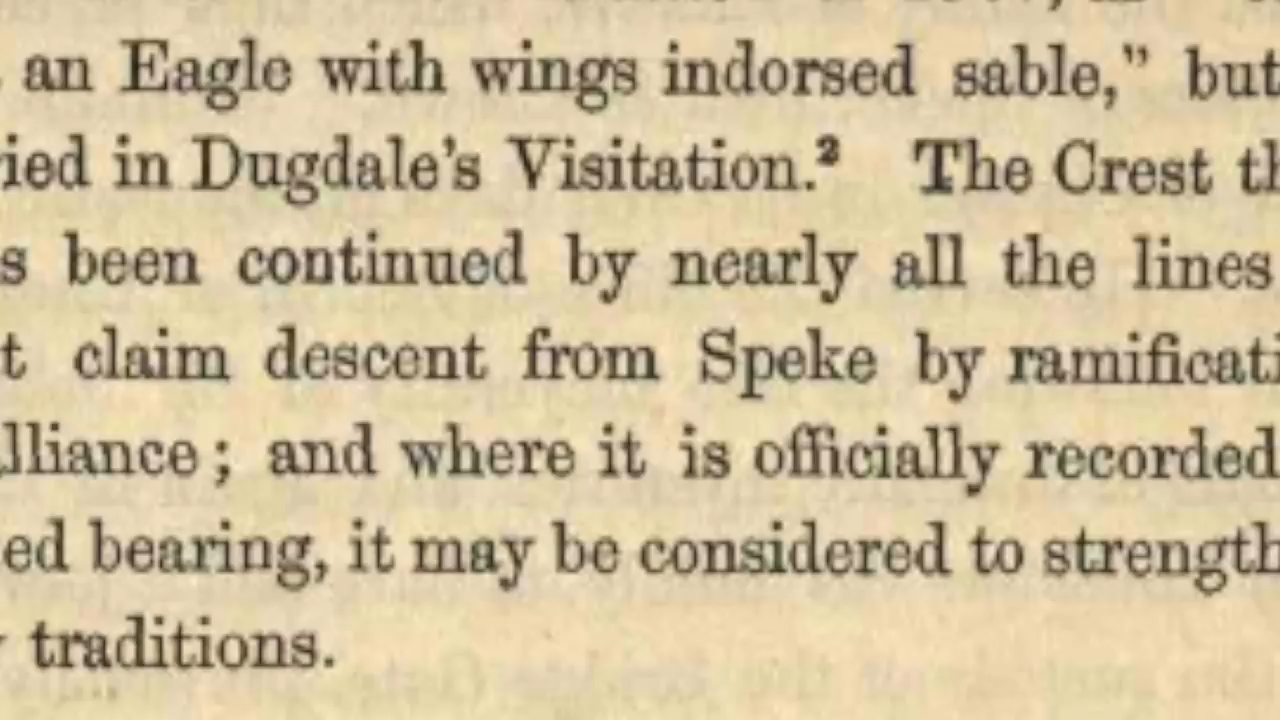 an Eagle with wings indorsed sable,” but
ied in Dugdale’s Visitation.² The Crest th
s been continued by nearly all the lines
t claim descent from Speke by ramificati
lliance ; and where it is officially recorded
ed bearing, it may be considered to strength
traditions.